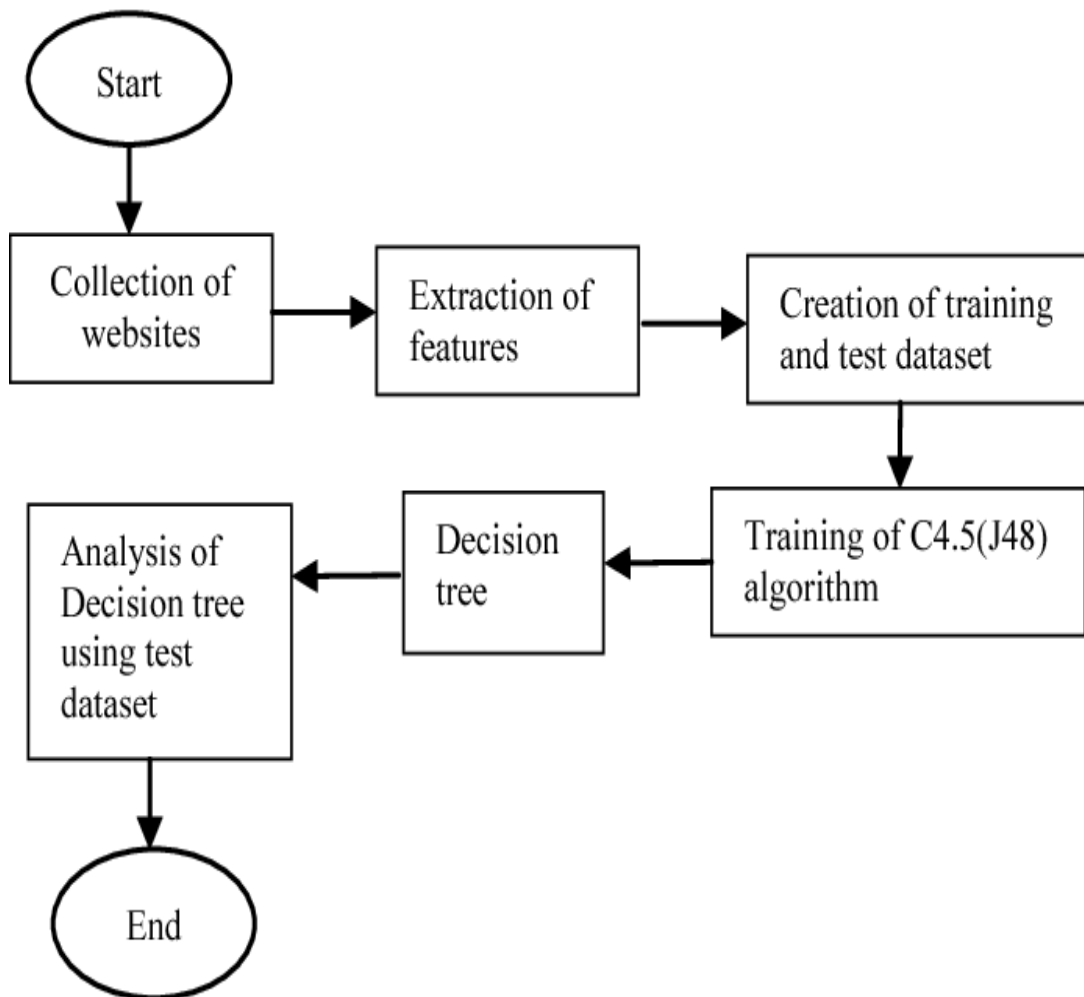 Start
Collection of
websites
Extraction of
features
Creation of training
and test dataset
Training of C4.5(J48)
algorithm
Decision
tree
Analysis of
Decision tree
using test
dataset
End